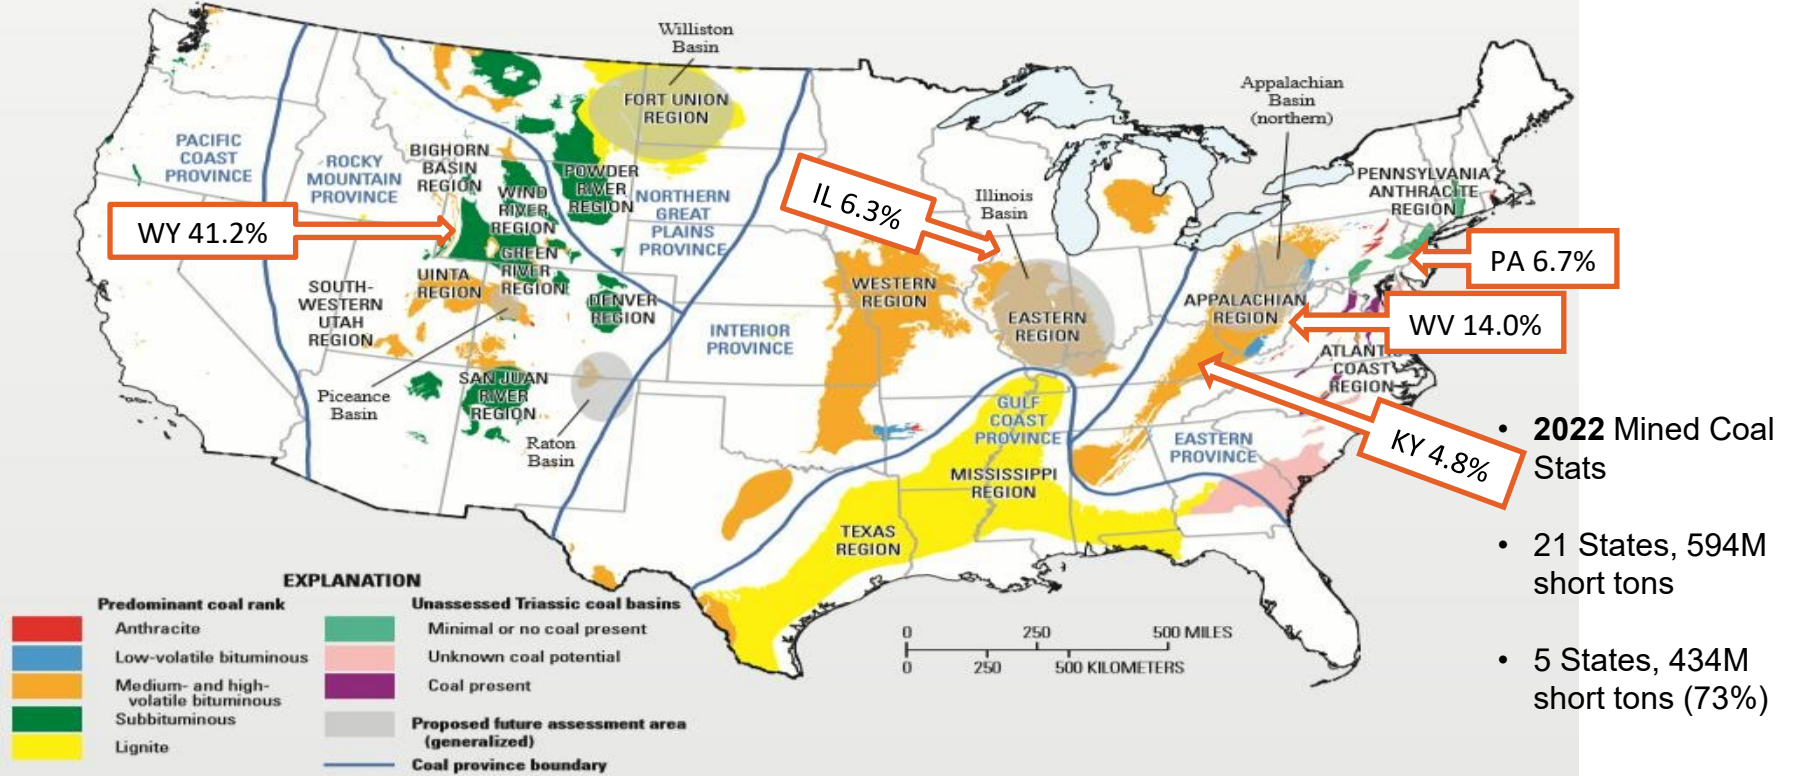 Williston
Basin
FORT UNION
REGION
Appalachian
Basin
(northern)
PACIFIC
COAST
PROVINCE
ROCKY
MOUNTAIN
PROVINCE
BIGHORN
BASIN
REGION
WIND
RIVER
REGION
POWDER
RIVER
REGION
NORTHERN
GREAT
PLAINS
PROVINCE
IL 6.3%
Illinois
Basin
PENNSYLVANIA
ANTHRACITE
REGION
WY 41.2%
PA 6.7%
GREEN
RIVER
REGION
UINTA
REGION
SOUTH-
WESTERN
UTAH
REGION
DENVER
REGION
WESTERN
REGION
EASTERN
REGION
APPALACHIAN
REGION
WV 14.0%
INTERIOR
PROVINCE
ATLANTIC
COAST
REGION
Piceance
Basin
SAN JUAN
RIVER
REGION
Raton
Basin
GULF
COAST
PROVINCE
EASTERN
PROVINCE
KY 4.8%
MISSISSIPPI
REGION
TEXAS
REGION
• 2022 Mined Coal
Stats
• 21 States, 594M
short tons
• 5 States, 434M
short tons (73%)
EXPLANATION
Predominant coal rank
Anthracite
Low-volatile bituminous
Medium- and high-
volatile bituminous
Subbituminous
Lignite
Unassessed Triassic coal basins
Minimal or no coal present
Unknown coal potential
Coal present
Proposed future assessment area
(generalized)
Coal province boundary
0 250 500 MILES
0 250 500 KILOMETERS